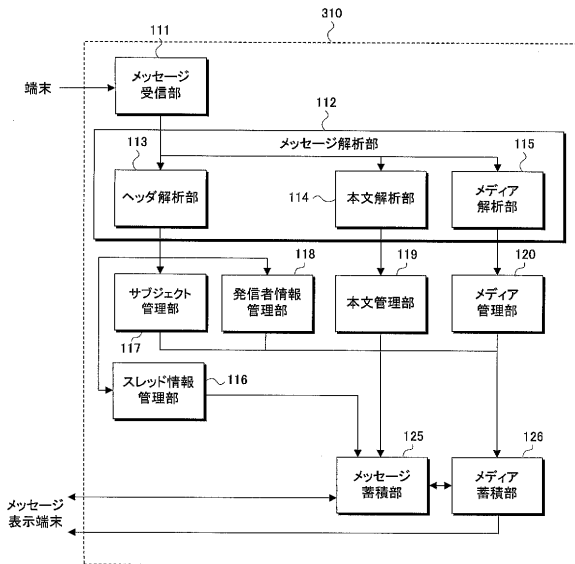 310
111
メッセージ
受信部
端末
112
メッセージ解析部
113
ヘッダ解析部
114
本文解析部
115
メディア
解析部
サブジェクト
管理部
117
118
発信者情報
管理部
119
本文管理部
120
メディア
管理部
スレッド情報
管理部
116
125
メッセージ
蓄積部
126
メディア
蓄積部
メッセージ
表示端末